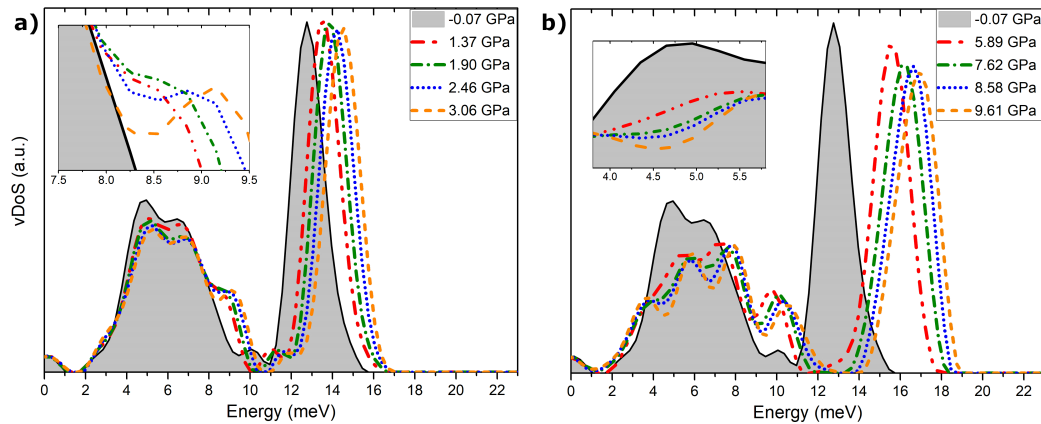 a)
-0.07 GPa
1.37 GPa
1.90 GPa
2.46 GPa
3.06 GPa
7.5 8.0 8.5 9.0 9.5
vDoS (a.u.)
0 2 4 6 8 10 12 14 16 18 20 22
Energy (meV)
b)
-0.07 GPa
5.89 GPa
7.62 GPa
8.58 GPa
9.61 GPa
4.0 4.5 5.0 5.5
0 2 4 6 8 10 12 14 16 18 20 22
Energy (meV)